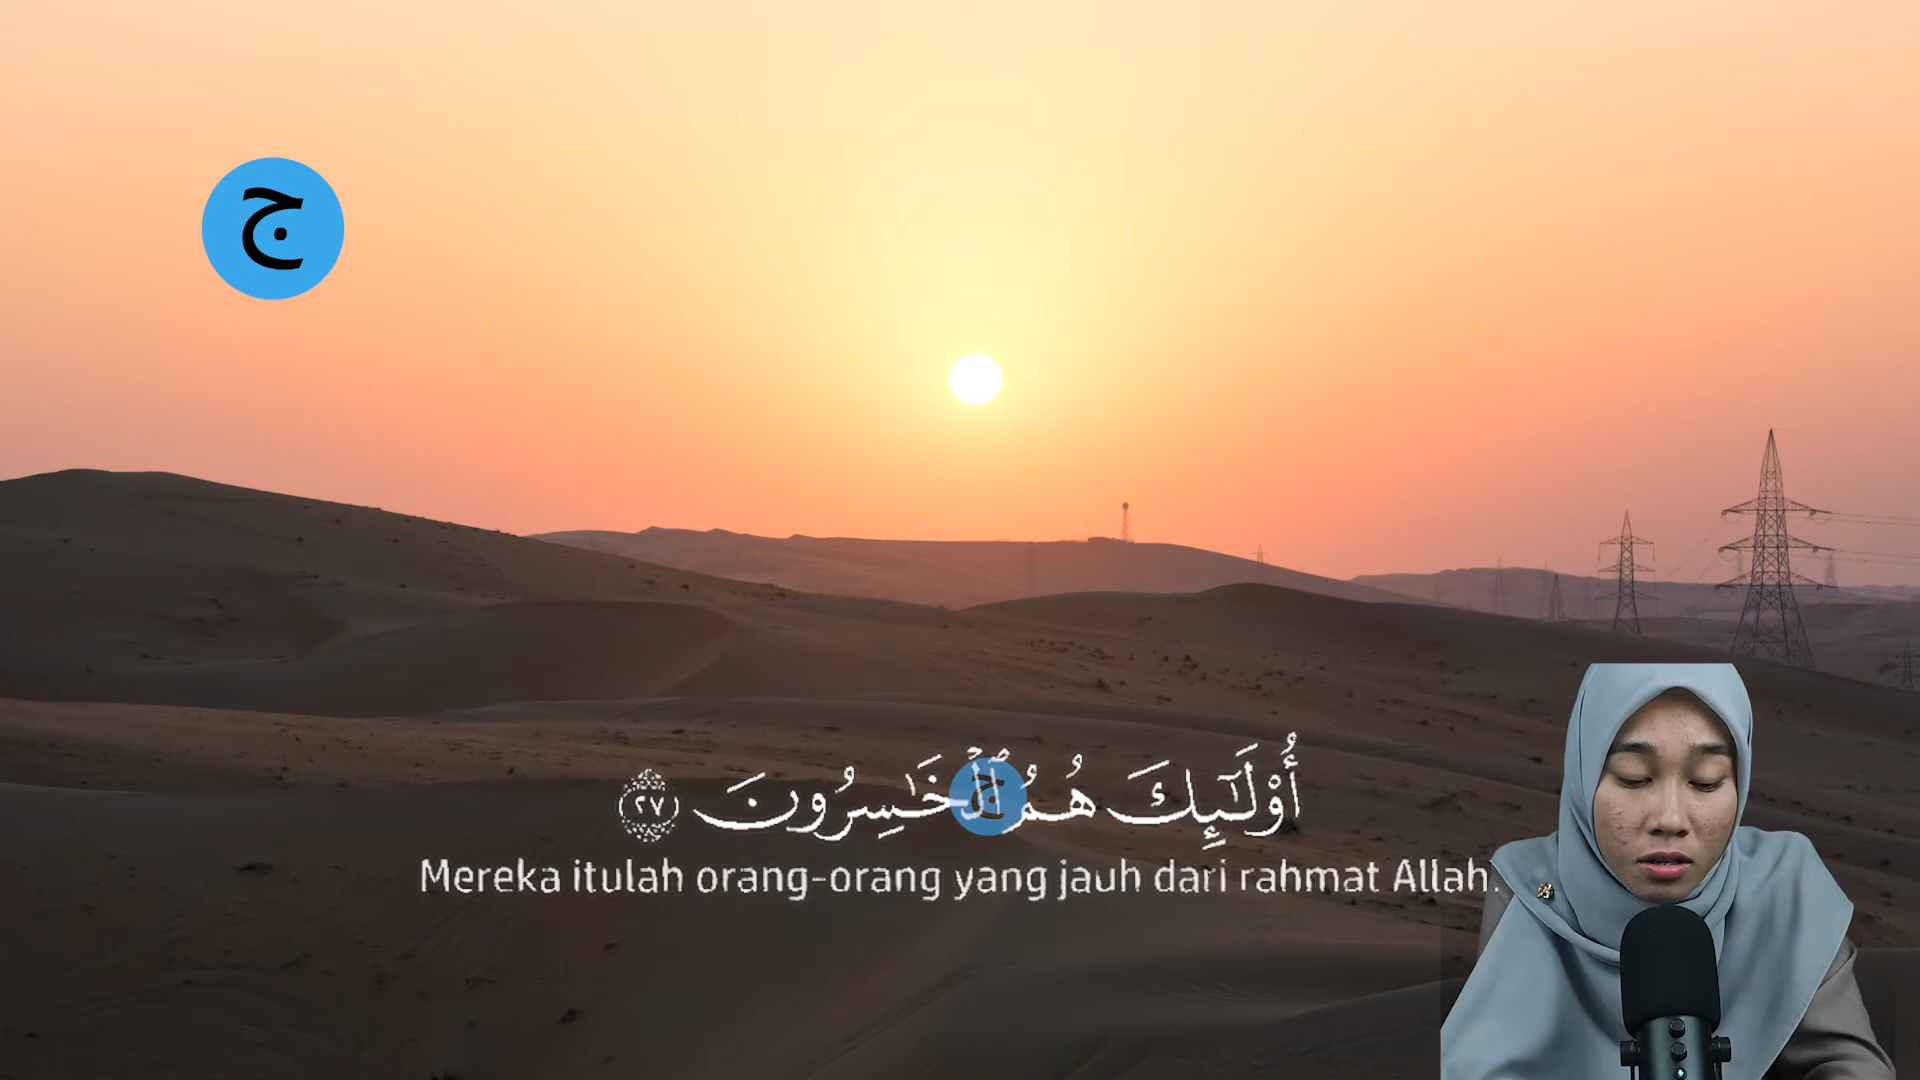 ج
أُوْلَٰٓئِكَ هُمُ ٱلْخَٰسِرُونَ ٢٧
ج
Mereka itulah orang-orang yang jauh dari rahmat Allah.